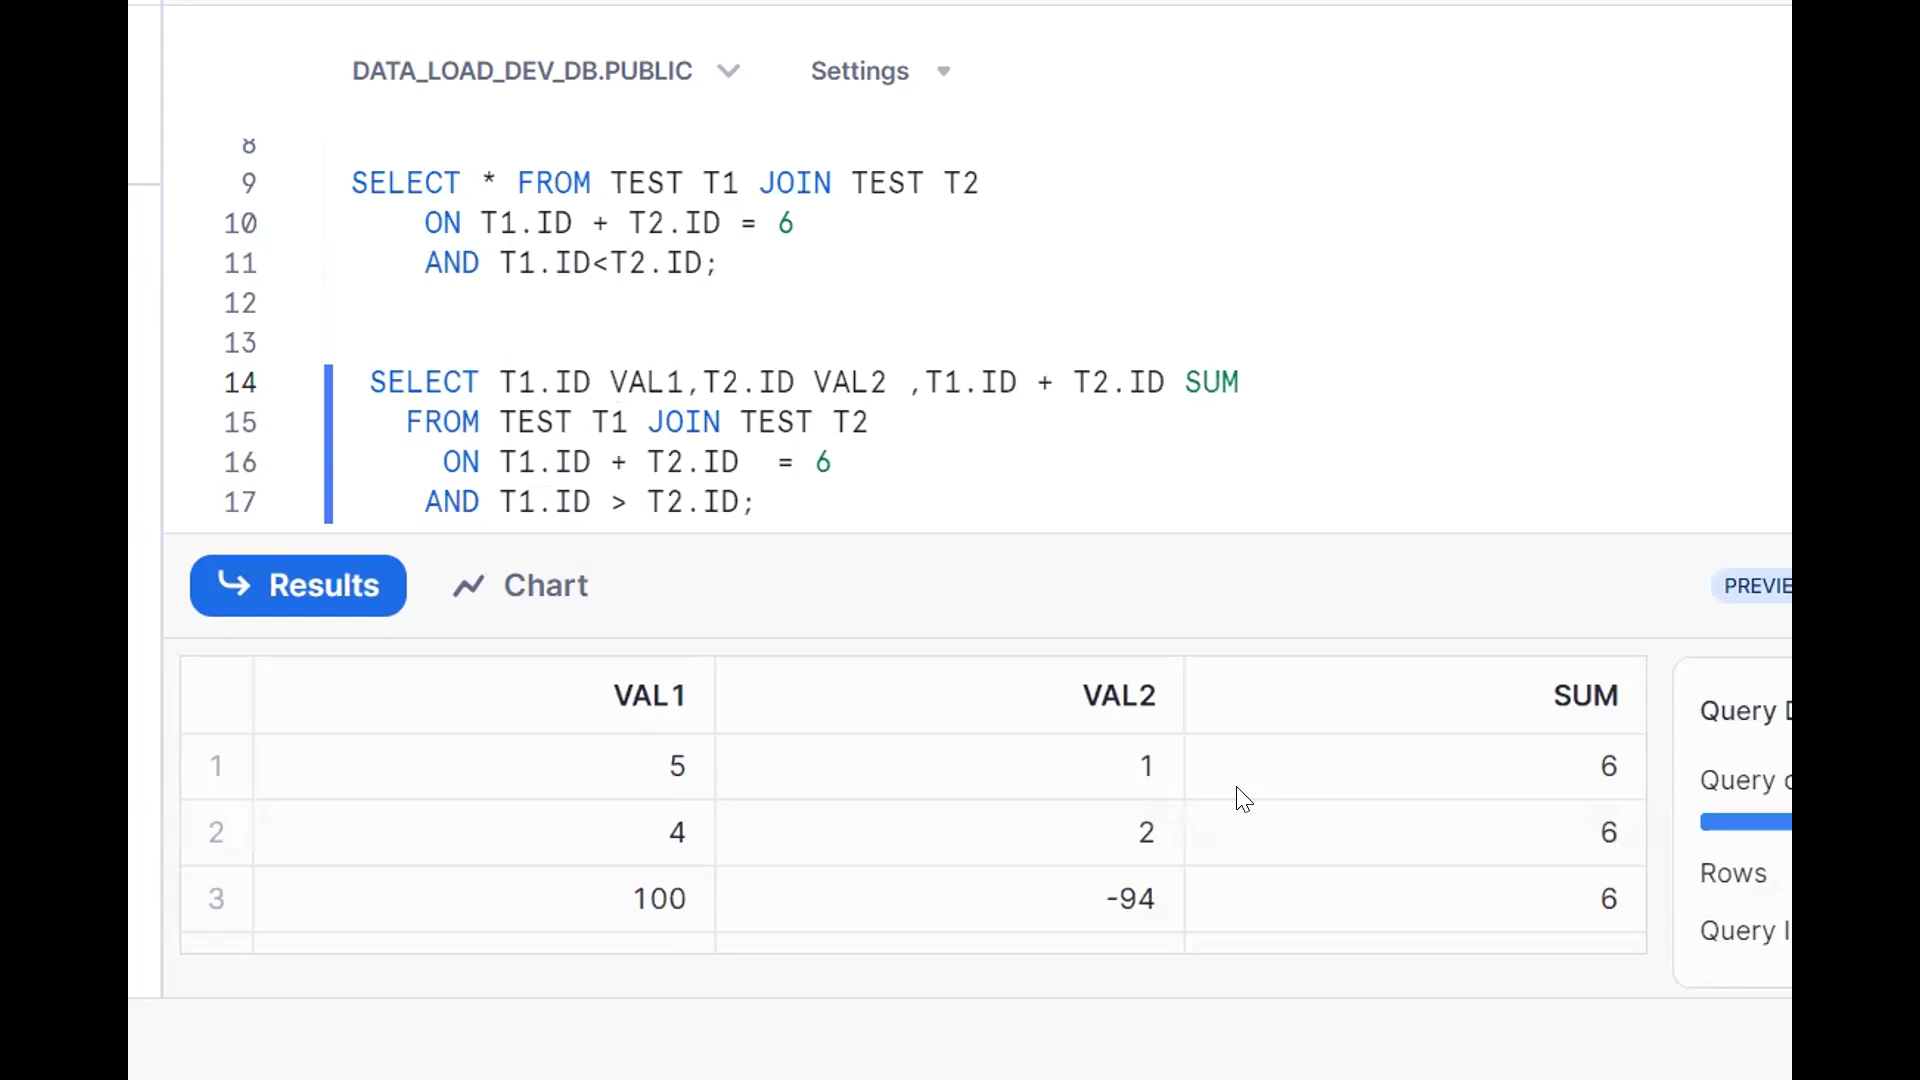 DATA_LOAD_DEV_DB.PUBLIC Settings
8
9 SELECT * FROM TEST T1 JOIN TEST T2
10 ON T1.ID + T2.ID = 6
11 AND T1.ID<T2.ID;
12
13
14 SELECT T1.ID VAL1,T2.ID VAL2 ,T1.ID + T2.ID SUM
15 FROM TEST T1 JOIN TEST T2
16 ON T1.ID + T2.ID = 6
17 AND T1.ID > T2.ID;
Results Chart
VAL1 VAL2 SUM
1 5 1 6
2 4 2 6
3 100 -94 6
Query
Query
Rows
Query